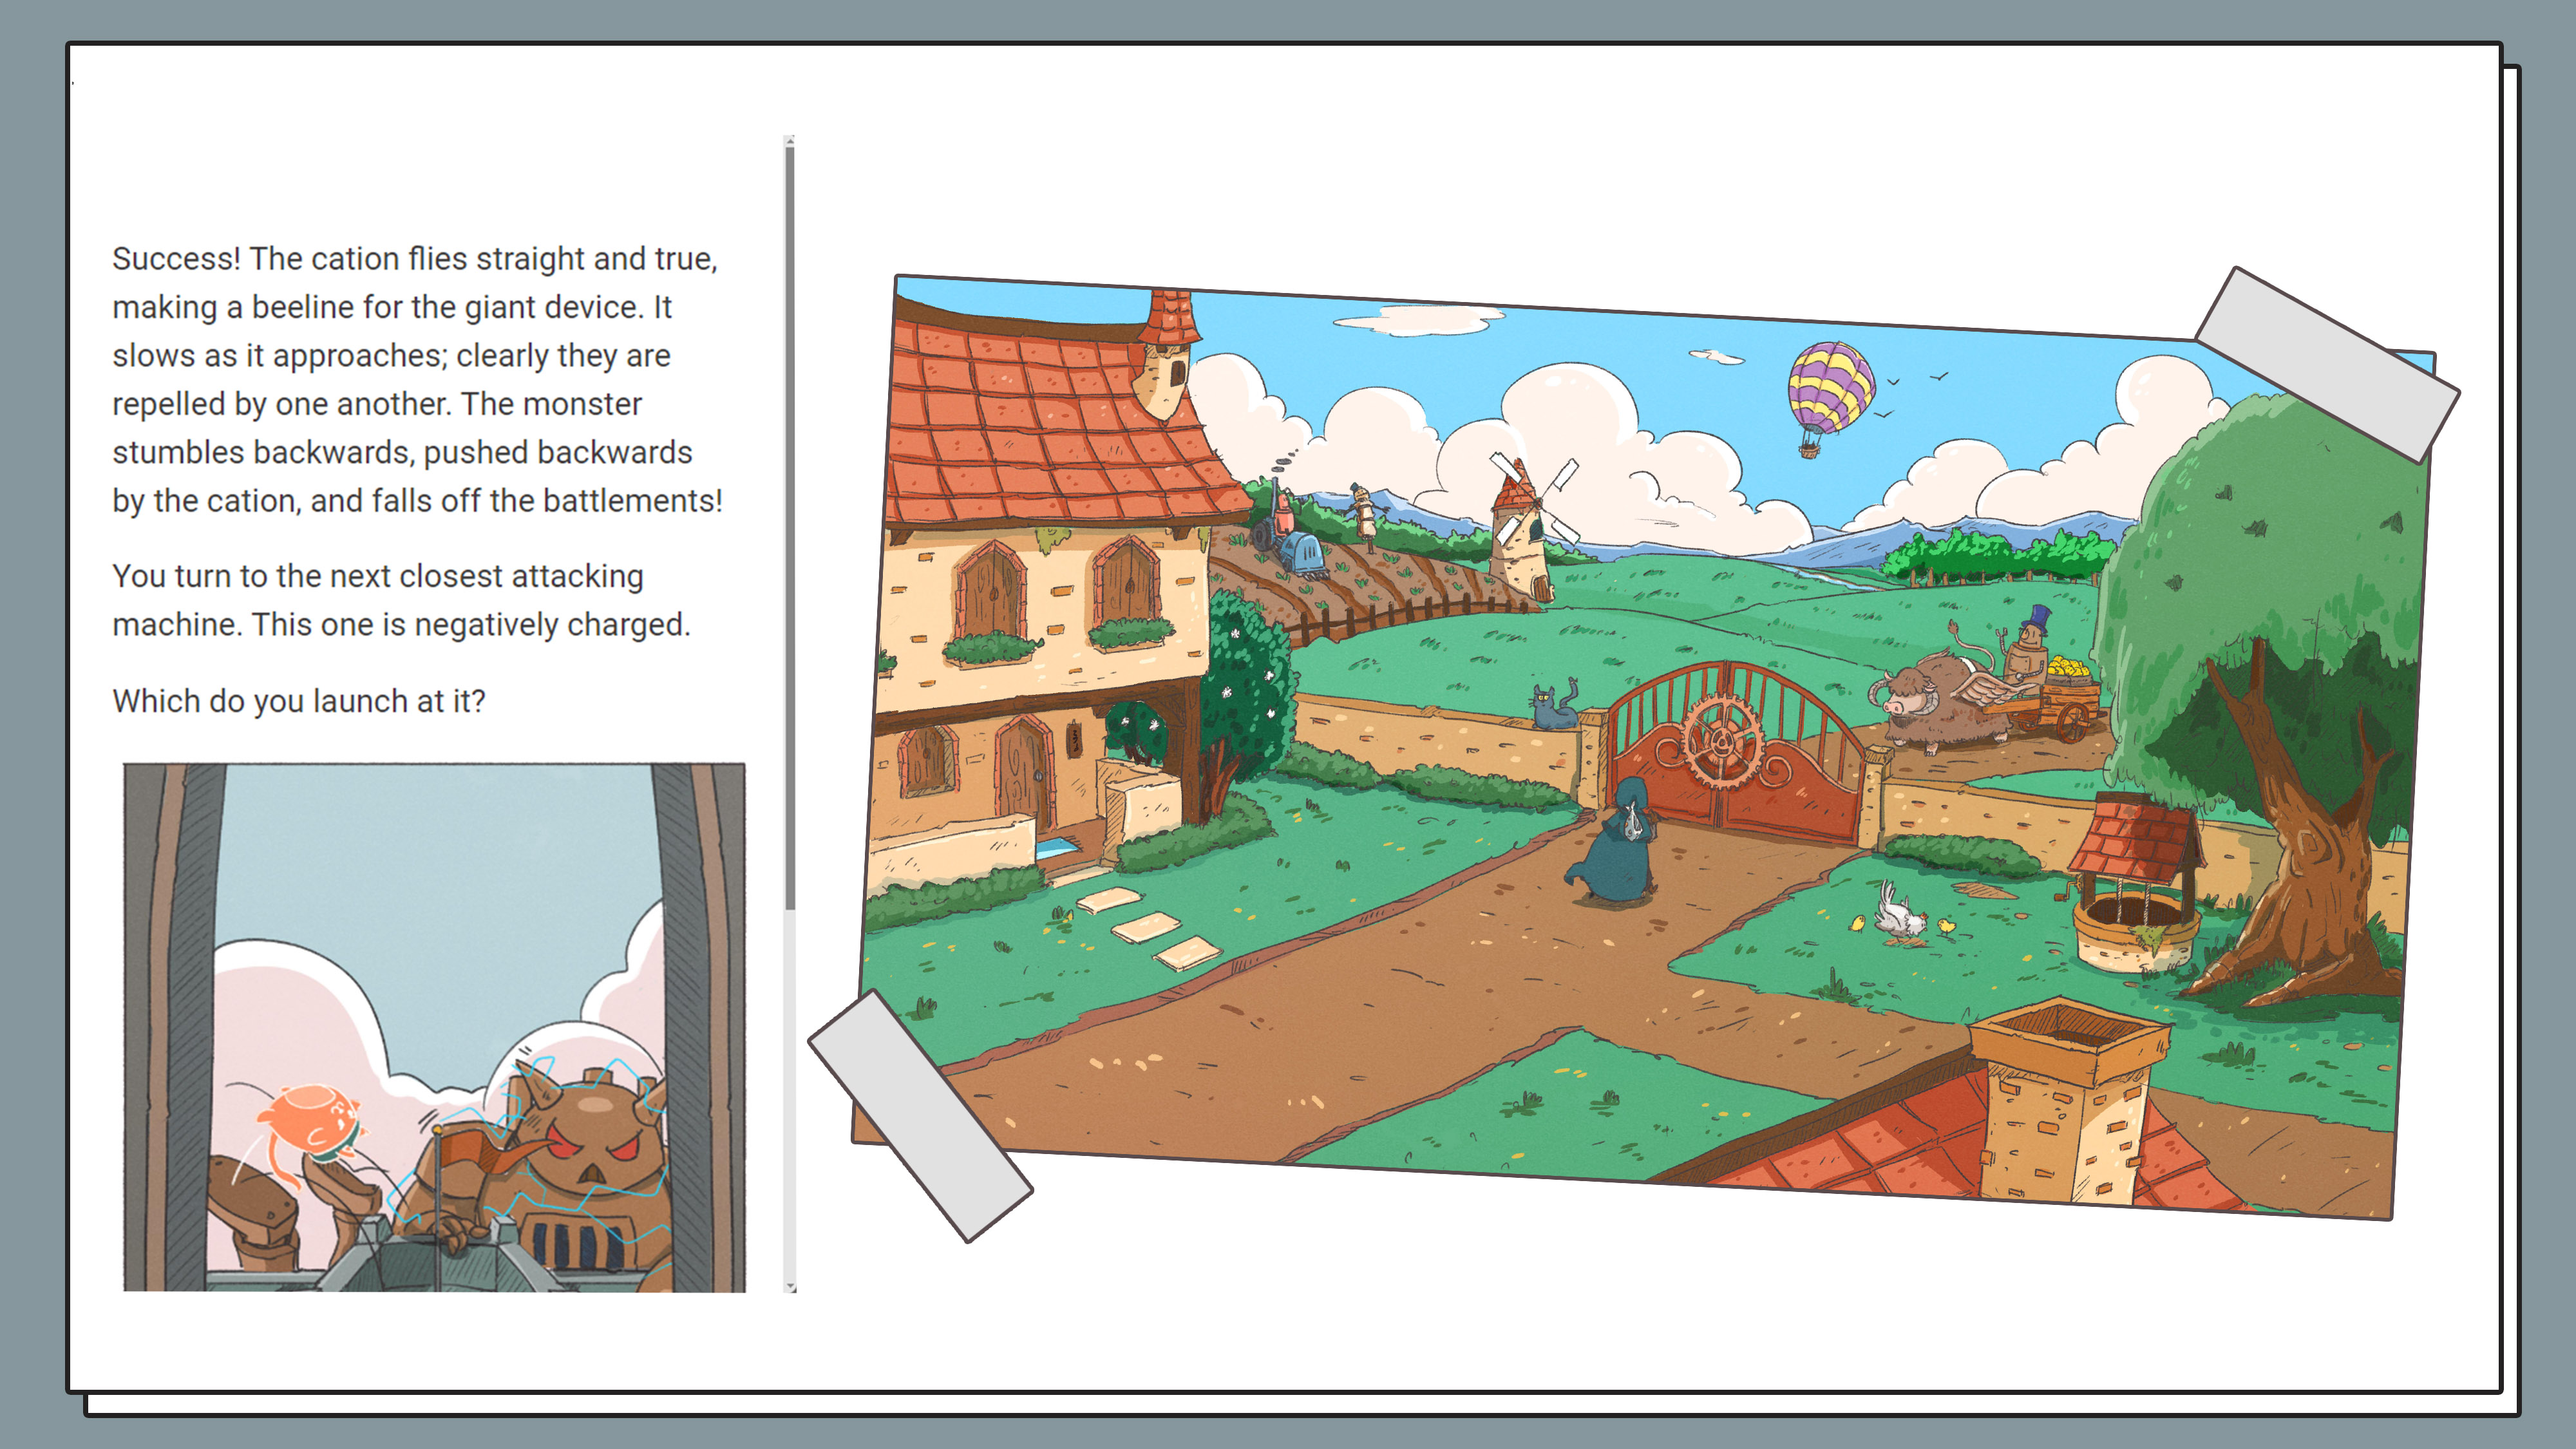 Success! The cation flies straight and true,
making a beeline for the giant device. It
slows as it approaches; clearly they are
repelled by one another. The monster
stumbles backwards, pushed backwards
by the cation, and falls off the battlements!
You turn to the next closest attacking
machine. This one is negatively charged.
Which do you launch at it?